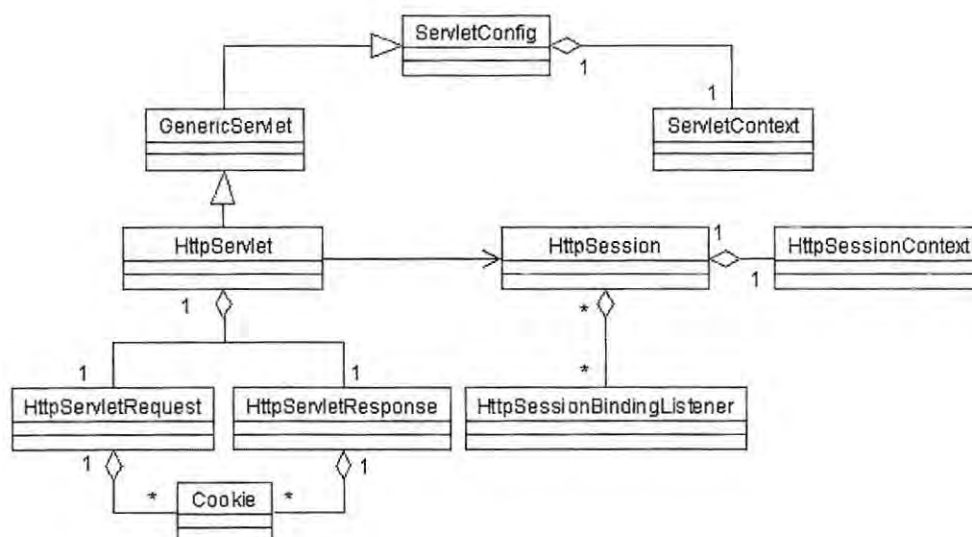 ServletConfig
1
1
GenericServlet
ServletContext
HttpServlet
HttpSession
1
HttpSessionContext
1
1
*
1
1
*
HttpServletRequest
HttpServletResponse
HttpSessionBindingListener
1
1
*
Cookie
*